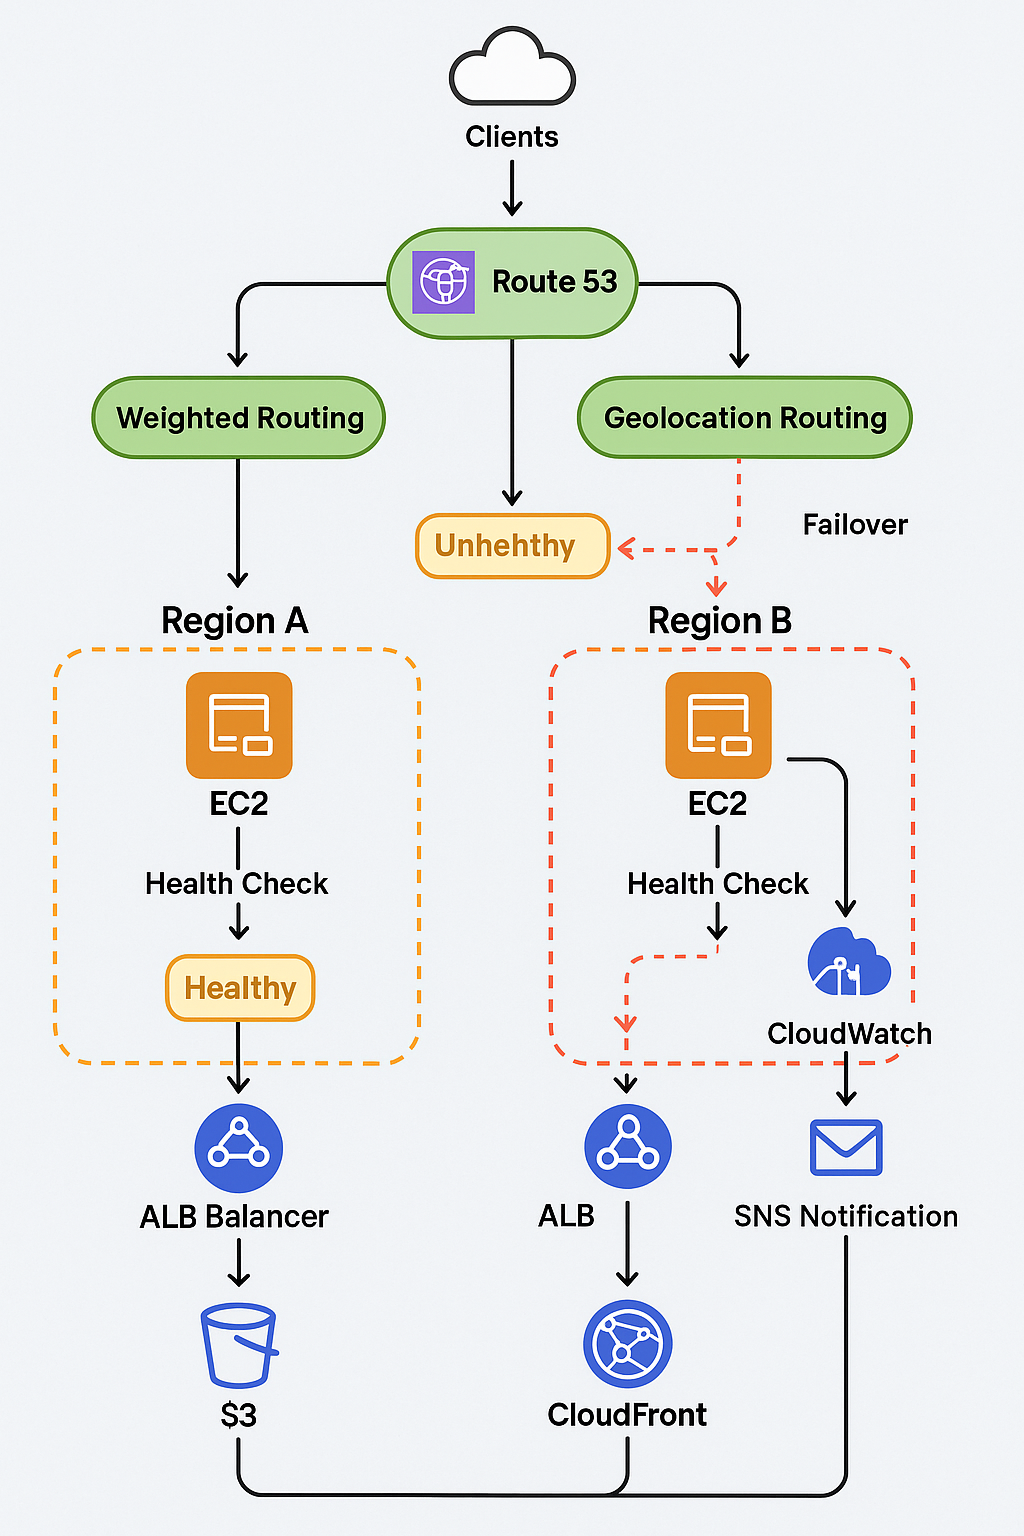 Clients
Route 53
Weighted Routing
Geolocation Routing
Failover
Unhehthy
Region A
Region B
EC2
EC2
Health Check
Health Check
Healthy
CloudWatch
ALB Balancer
ALB
SNS Notification
S3
CloudFront